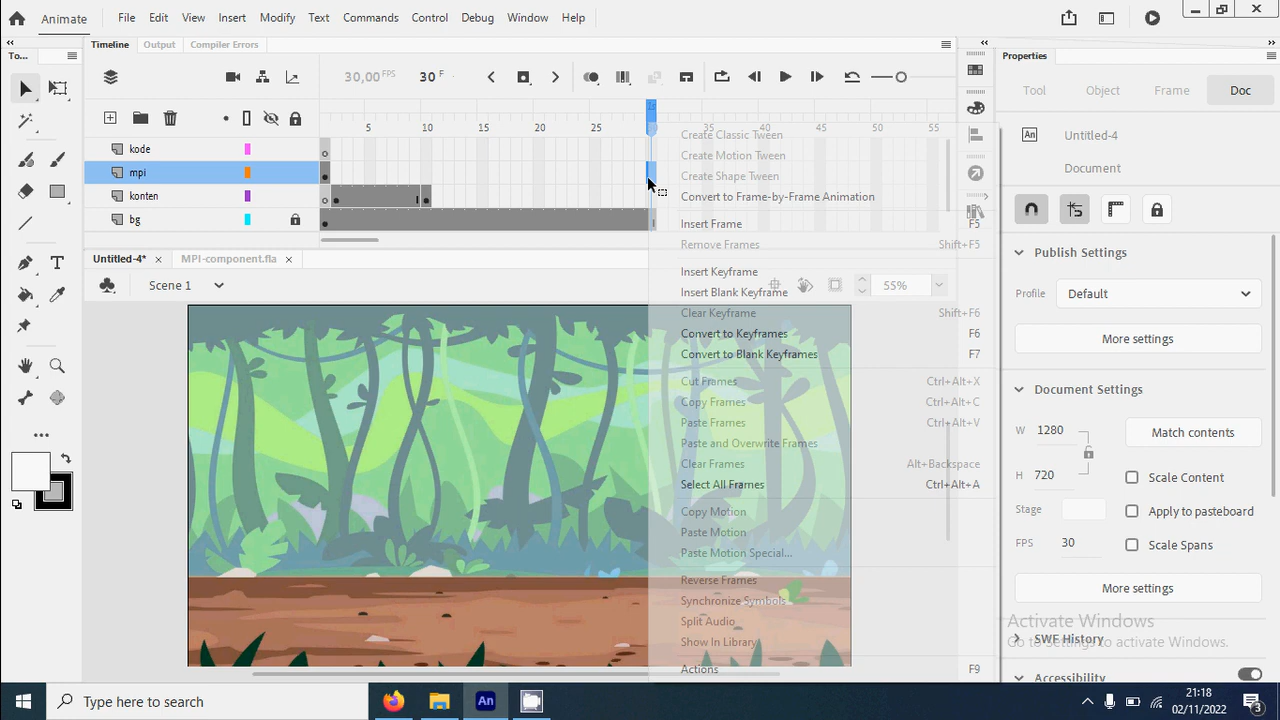 Animate File Edit View Insert Modify Text Commands Control Debug Window Help
To... Timeline Output Compiler Errors Properties
30,00 FPS 30 F
Tool Object Frame Doc
5 10 15 20 25 35 40 45 50 55
kode
mpi
konten
bg
An Untitled-4
Document
Create Classic Tween
Create Motion Tween
Create Shape Tween
Convert to Frame-by-Frame Animation
Insert Frame F5
Remove Frames Shift+F5
Insert Keyframe
Insert Blank Keyframe
Clear Keyframe Shift+F6
Convert to Keyframes F6
Convert to Blank Keyframes F7
Cut Frames Ctrl+Alt+X
Copy Frames Ctrl+Alt+C
Paste Frames Ctrl+Alt+V
Paste and Overwrite Frames
Clear Frames Alt+Backspace
Select All Frames Ctrl+Alt+A
Copy Motion
Paste Motion
Paste Motion Special...
Reverse Frames
Synchronize Symbols
Split Audio
Show In Library
Actions F9
Untitled-4* × MPI-component.fla ×
Scene 1 55%
Publish Settings
Profile Default
More settings
Document Settings
W 1280 Match contents
H 720 Scale Content
Stage Apply to pasteboard
FPS 30 Scale Spans
More settings
SWF History
Accessibility
Activate Windows
Go to Settings to activate Windows.
Type here to search An 21:18
02/11/2022 3